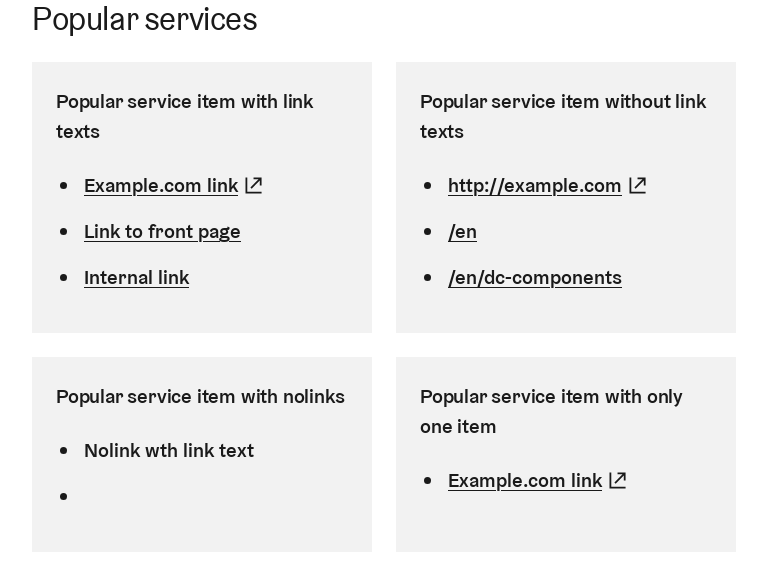 Popular services
Popular service item with link
texts
Example.com link
Link to front page
Internal link
Popular service item without link
texts
http://example.com
/en
/en/dc-components
Popular service item with nolinks
Nolink wth link text
Popular service item with only
one item
Example.com link